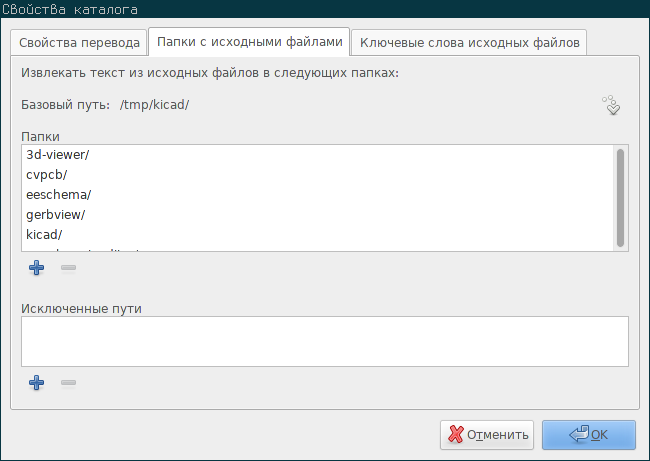 Свойства каталога
Свойства перевода
Папки с исходными файлами
Ключевые слова исходных файлов
Извлекать текст из исходных файлов в следующих папках:
Базовый путь: /tmp/kicad/
Папки
3d-viewer/
cvpcb/
eeschema/
gerbview/
kicad/
Исключенные пути
Отменить
OK